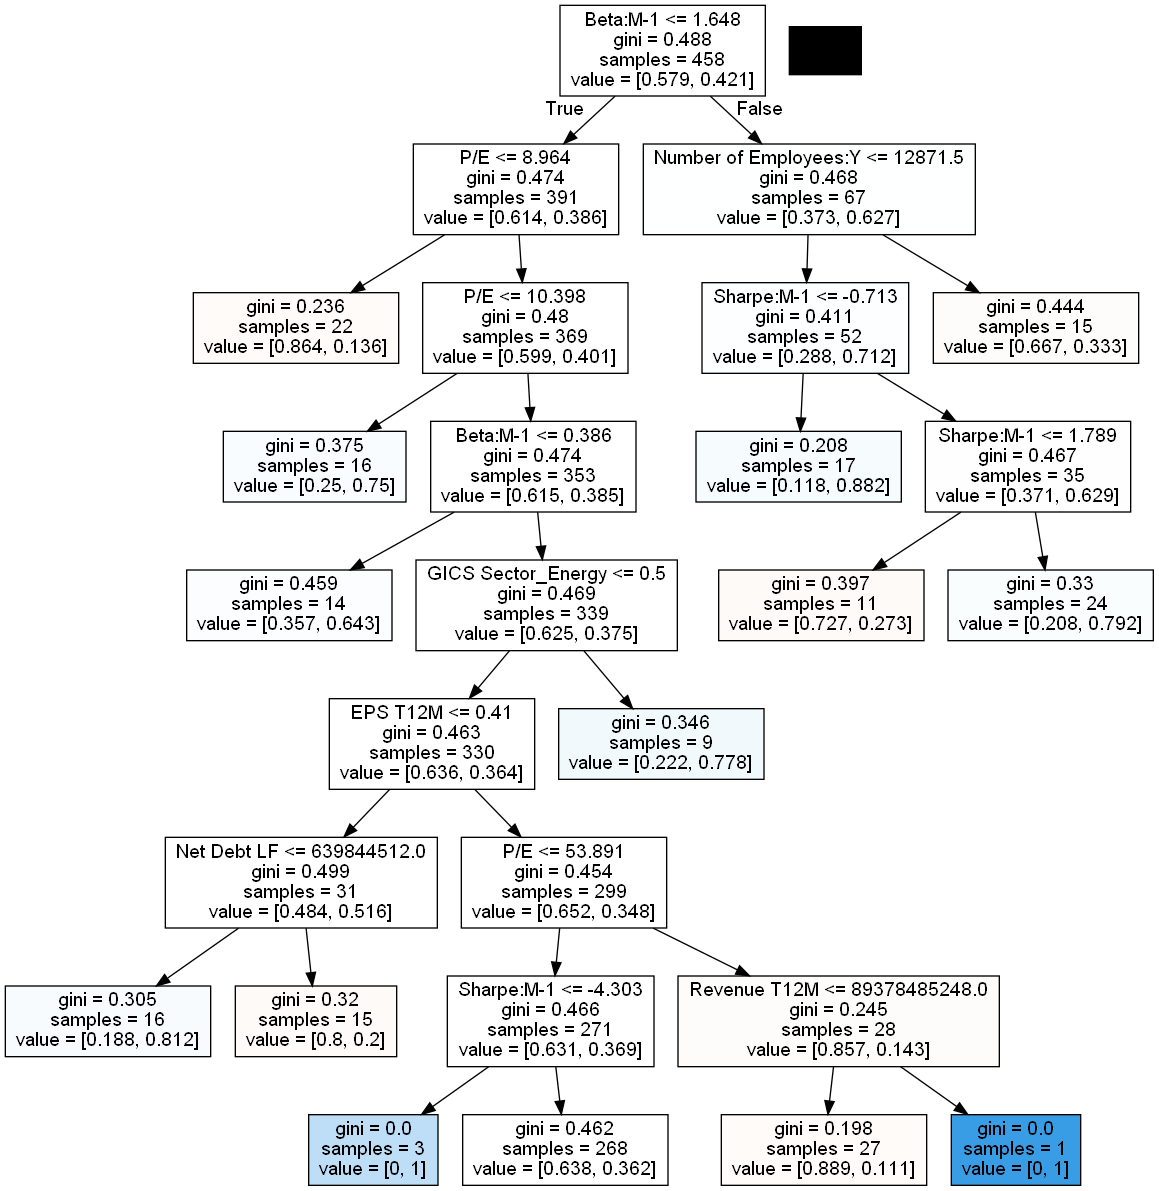 Beta:M-1 <= 1.648
gini = 0.488
samples = 458
value = [0.579, 0.421]
True
False
P/E <= 8.964
gini = 0.474
samples = 391
value = [0.614, 0.386]
Number of Employees:Y <= 12871.5
gini = 0.468
samples = 67
value = [0.373, 0.627]
gini = 0.236
samples = 22
value = [0.864, 0.136]
P/E <= 10.398
gini = 0.48
samples = 369
value = [0.599, 0.401]
Sharpe:M-1 <= -0.713
gini = 0.411
samples = 52
value = [0.288, 0.712]
gini = 0.444
samples = 15
value = [0.667, 0.333]
gini = 0.375
samples = 16
value = [0.25, 0.75]
Beta:M-1 <= 0.386
gini = 0.474
samples = 353
value = [0.615, 0.385]
gini = 0.208
samples = 17
value = [0.118, 0.882]
Sharpe:M-1 <= 1.789
gini = 0.467
samples = 35
value = [0.371, 0.629]
gini = 0.459
samples = 14
value = [0.357, 0.643]
GICS Sector_Energy <= 0.5
gini = 0.469
samples = 339
value = [0.625, 0.375]
gini = 0.397
samples = 11
value = [0.727, 0.273]
gini = 0.33
samples = 24
value = [0.208, 0.792]
EPS T12M <= 0.41
gini = 0.463
samples = 330
value = [0.636, 0.364]
gini = 0.346
samples = 9
value = [0.222, 0.778]
Net Debt LF <= 639844512.0
gini = 0.499
samples = 31
value = [0.484, 0.516]
P/E <= 53.891
gini = 0.454
samples = 299
value = [0.652, 0.348]
gini = 0.305
samples = 16
value = [0.188, 0.812]
gini = 0.32
samples = 15
value = [0.8, 0.2]
Sharpe:M-1 <= -4.303
gini = 0.466
samples = 271
value = [0.631, 0.369]
Revenue T12M <= 89378485248.0
gini = 0.245
samples = 28
value = [0.857, 0.143]
gini = 0.0
samples = 3
value = [0, 1]
gini = 0.462
samples = 268
value = [0.638, 0.362]
gini = 0.198
samples = 27
value = [0.889, 0.111]
gini = 0.0
samples = 1
value = [0, 1]